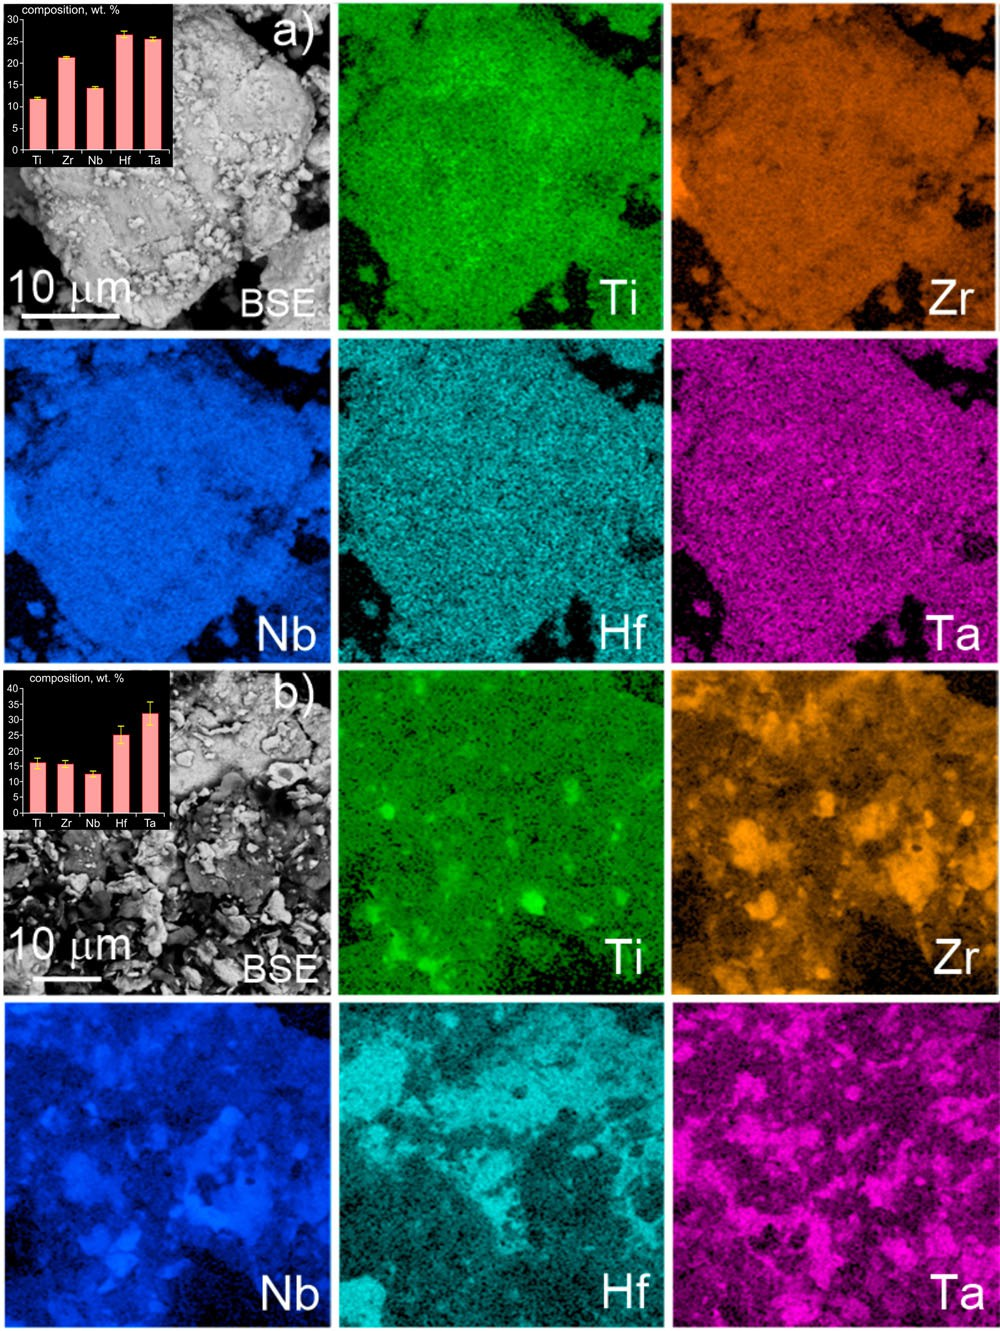 composition, wt. %
a)
30
25
20
15
10
5
0
Ti Zr Nb Hf Ta
10 μm
BSE
Ti
Zr
Nb
Hf
Ta
composition, wt. %
b)
40
35
30
25
20
15
10
5
0
Ti Zr Nb Hf Ta
10 μm
BSE
Ti
Zr
Nb
Hf
Ta